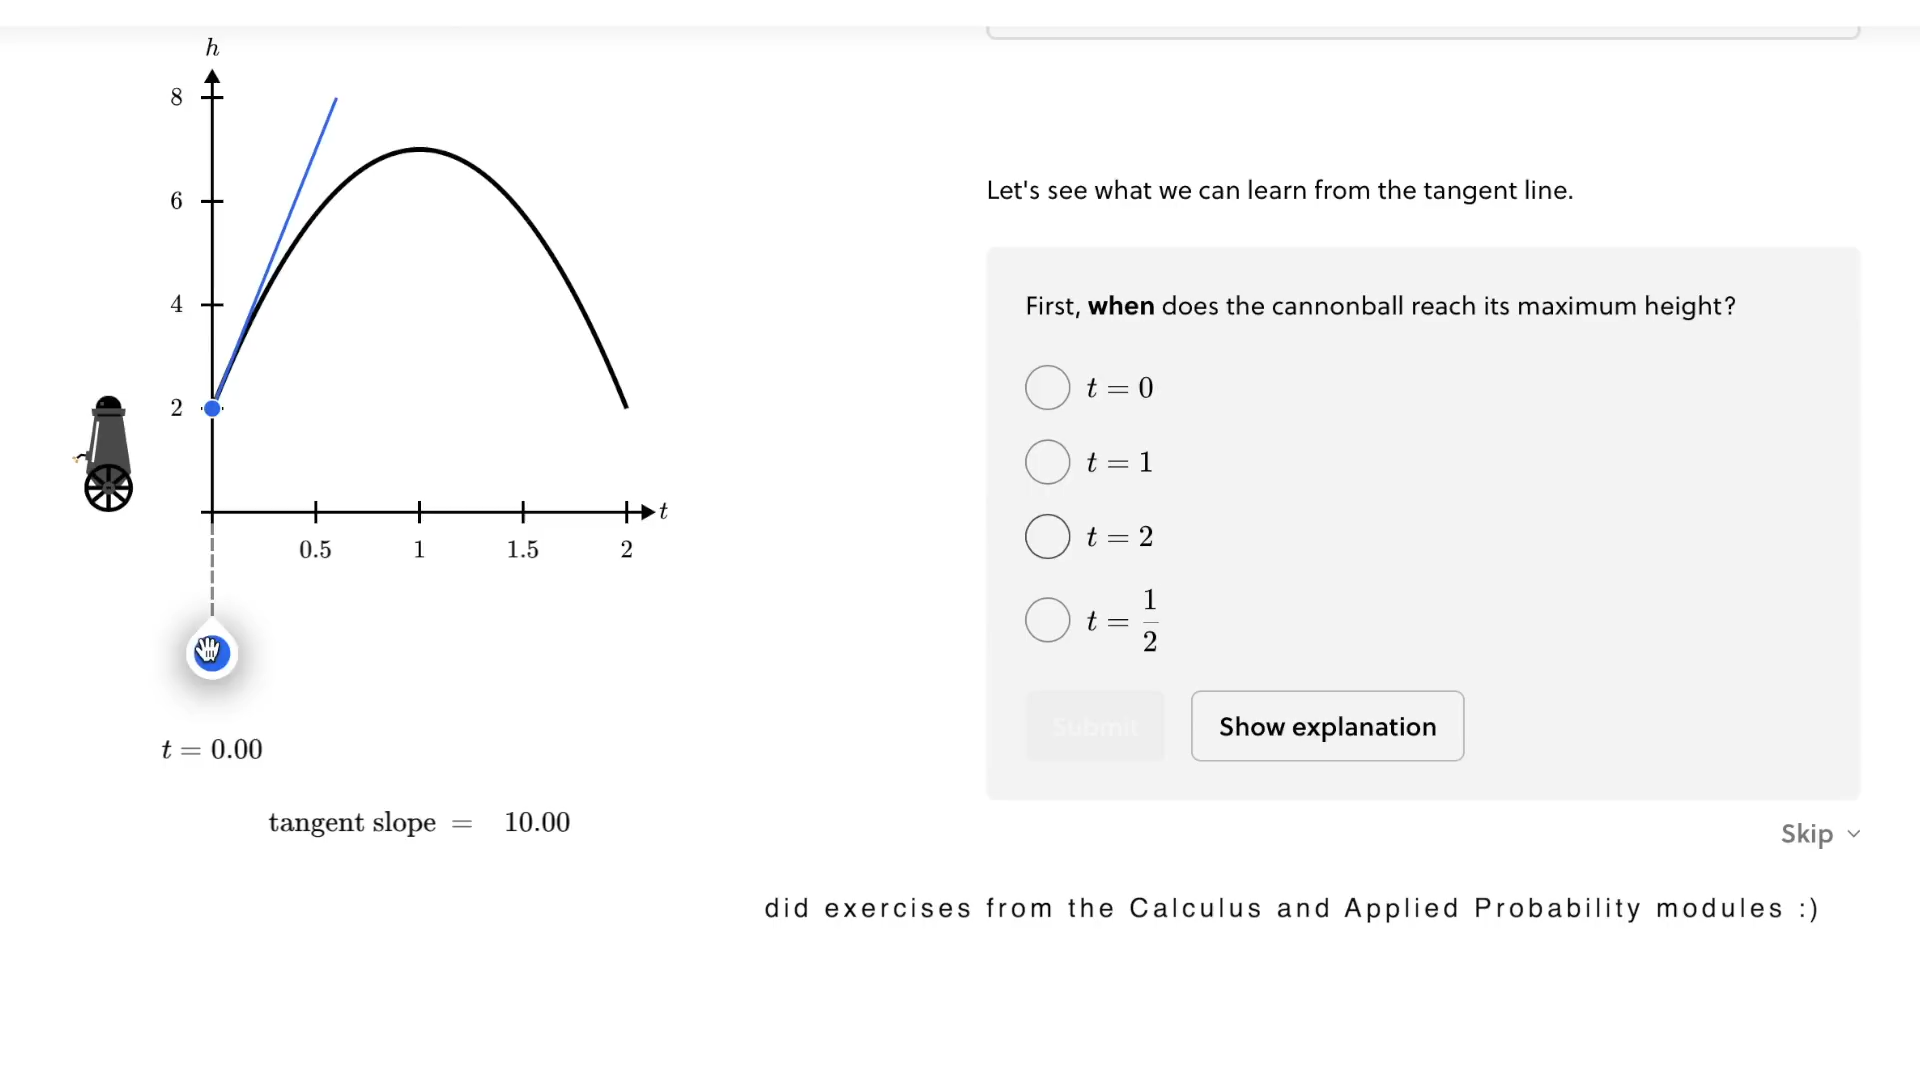 h
8
6
4
2
t
0.5 1 1.5 2
t = 0.00
tangent slope = 10.00
Let's see what we can learn from the tangent line.
First, when does the cannonball reach its maximum height?
t = 0
t = 1
t = 2
t = 1/2
Submit
Show explanation
Skip
did exercises from the Calculus and Applied Probability modules :)